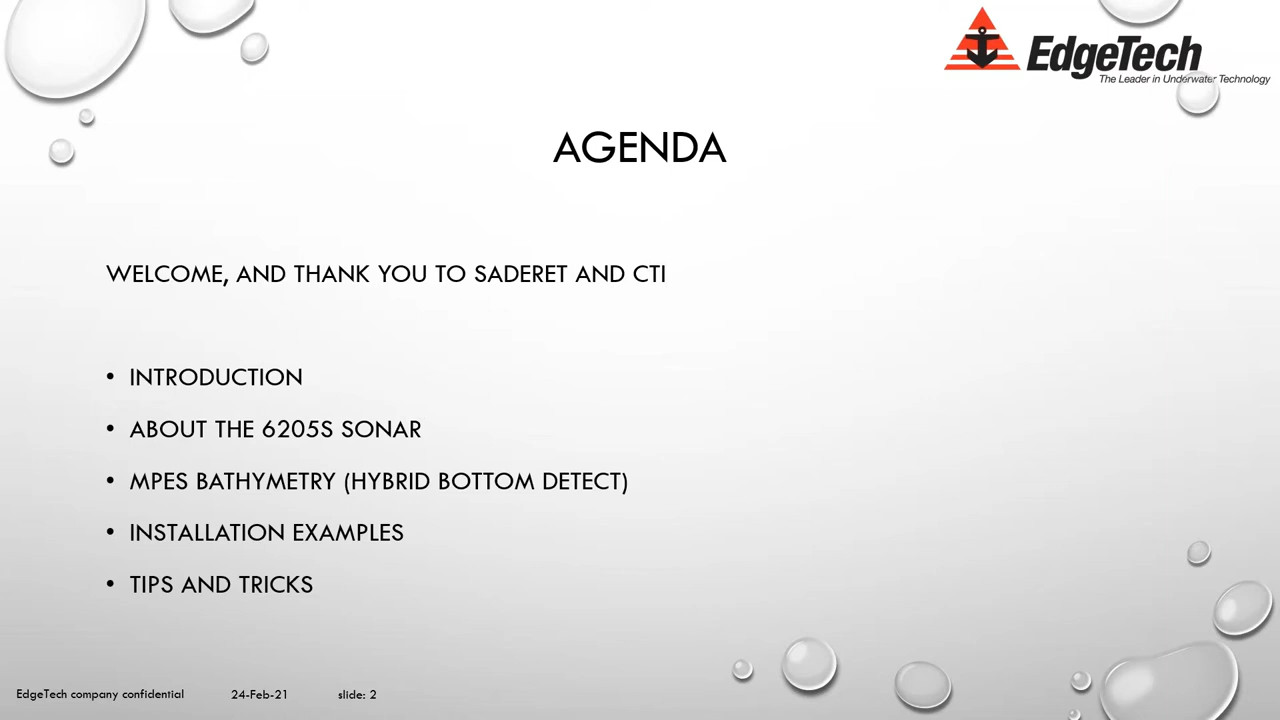 EdgeTech
The Leader in Underwater Technology
AGENDA
WELCOME, AND THANK YOU TO SADERET AND CTI
• INTRODUCTION
• ABOUT THE 6205S SONAR
• MPES BATHYMETRY (HYBRID BOTTOM DETECT)
• INSTALLATION EXAMPLES
• TIPS AND TRICKS
EdgeTech company confidential 24-Feb-21 slide: 2